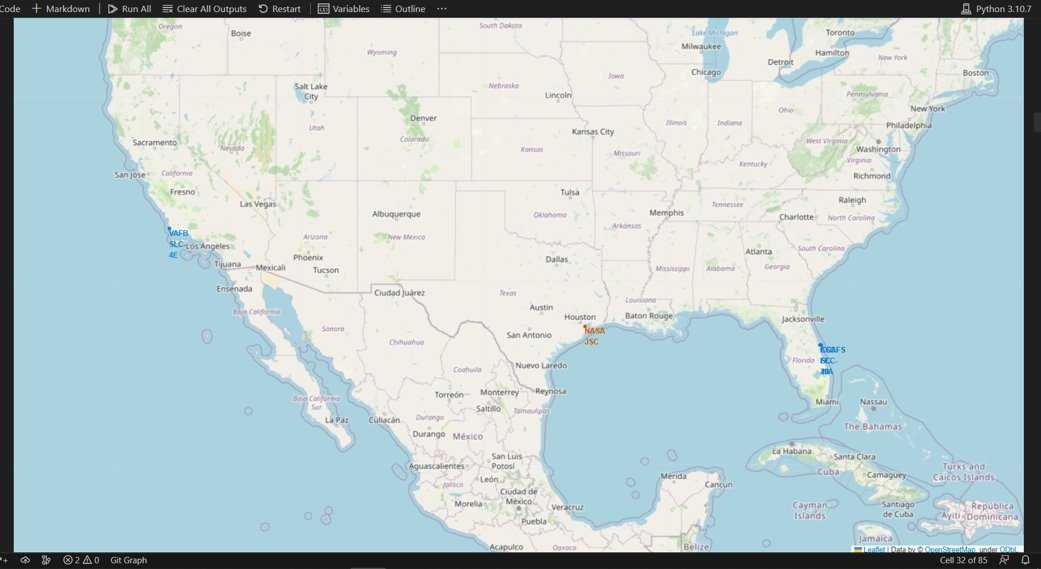 Code + Markdown Run All Clear All Outputs Restart Variables Outline ... Python 3.10.7
Oregon
Boise
South Dakota
Lake Michigan
Toronto
Milwaukee
Hamilton
Wyoming
Detroit
New York
Chicago
Boston
Iowa
Salt Lake
City
Nebraska
Lincoln
Pennsylvania
New York
Denver
Ohio
Utah
Illinois
Indiana
Philadelphia
Kansas City
Sacramento
Colorado
Nevada
West Virginia
Washington
Kansas
Missouri
Virginia
San Jose
California
Kentucky
Richmond
Fresno
Tulsa
Las Vegas
Raleigh
Tennessee
Albuquerque
Memphis
Charlotte
North Carolina
Oklahoma
Arkansas
VAFB
SLC-
4E
Los Angeles
Arizona
New Mexico
South Carolina
Atlanta
Phoenix
Dallas
Tijuana
Mexicali
Tucson
Mississippi
Alabama
Georgia
Ensenada
Ciudad Juárez
Texas
Louisiana
Baja California
Austin
Houston
Baton Rouge
Jacksonville
Sonora
San Antonio
NASA
JSC
Chihuahua
Florida
Nuevo Laredo
Coahuila
Torreón
Monterrey
Reynosa
Baja California
Sur
Saltillo
Tamaulipas
Miami
Nassau
La Paz
Culiacán
Durango
Durango
México
The Bahamas
La Habana
Santa Clara
Aguascalientes
San Luis
Potosí
Turks and
Caicos Islands
Cuba
Camaguey
León
Mérida
Cancun
Jalisco
Ciudad de
México
Morelia
Veracruz
Cayman
Islands
Santiago
de Cuba
República
Dominicana
Ayiti
Puebla
Jamaica
Acapulco
Oaxaca
Belize
Leaflet | Data by © OpenStreetMap, under ODbL.
2 0 Git Graph Cell 32 of 85